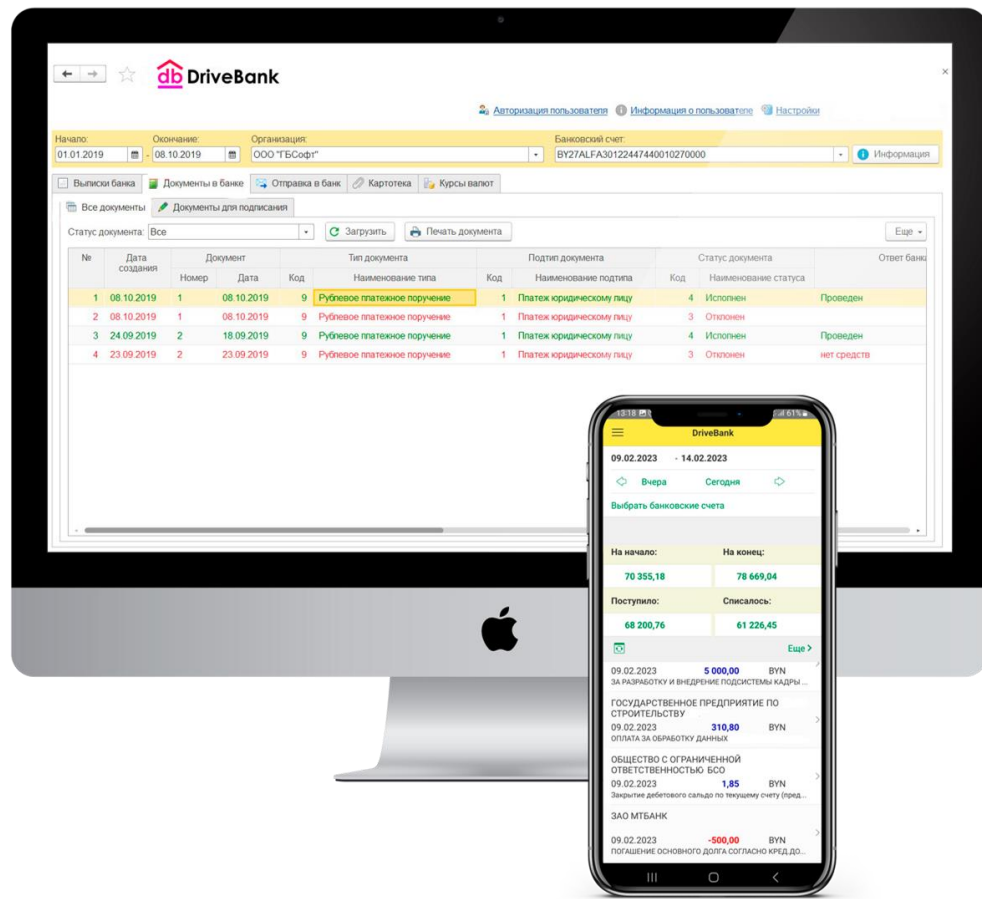 db DriveBank
Авторизация пользователя Информация о пользователе Настройки
Начало: Окончание: Организация: Банковский счет:
01.01.2019 - 08.10.2019 ООО "ГБСофт" BY27ALFA30122447440010270000 Информация
Выписки банка Документы в банке Отправка в банк Картотека Курсы валют
Все документы Документы для подписания
Статус документа: Все Загрузить Печать документа Еще
№ Дата создания Документ Тип документа Подтип документа Статус документа Ответ банка
Номер Дата Код Наименование типа Код Наименование подтипа Код Наименование статуса
1 08.10.2019 1 08.10.2019 9 Рублевое платежное поручение 1 Платеж юридическому лицу 4 Исполнен Проведен
2 08.10.2019 1 08.10.2019 9 Рублевое платежное поручение 1 Платеж юридическому лицу 3 Отклонен
3 24.09.2019 2 18.09.2019 9 Рублевое платежное поручение 1 Платеж юридическому лицу 4 Исполнен Проведен
4 23.09.2019 2 23.09.2019 9 Рублевое платежное поручение 1 Платеж юридическому лицу 3 Отклонен нет средств
13:18 61%
DriveBank
09.02.2023 - 14.02.2023
Вчера Сегодня
Выбрать банковские счета
На начало: На конец:
70 355,18 78 669,04
Поступило: Списалось:
68 200,76 61 226,45
Еще
09.02.2023 5 000,00 BYN
ЗА РАЗРАБОТКУ И ВНЕДРЕНИЕ ПОДСИСТЕМЫ КАДРЫ ...
ГОСУДАРСТВЕННОЕ ПРЕДПРИЯТИЕ ПО
СТРОИТЕЛЬСТВУ
09.02.2023 310,80 BYN
ОПЛАТА ЗА ОБРАБОТКУ ДАННЫХ
ОБЩЕСТВО С ОГРАНИЧЕННОЙ
ОТВЕТСТВЕННОСТЬЮ БСО
09.02.2023 1,85 BYN
Закрытие дебетового сальдо по текущему счету (пред...
ЗАО МТБАНК
09.02.2023 -500,00 BYN
ПОГАШЕНИЕ ОСНОВНОГО ДОЛГА СОГЛАСНО КРЕД.ДО...